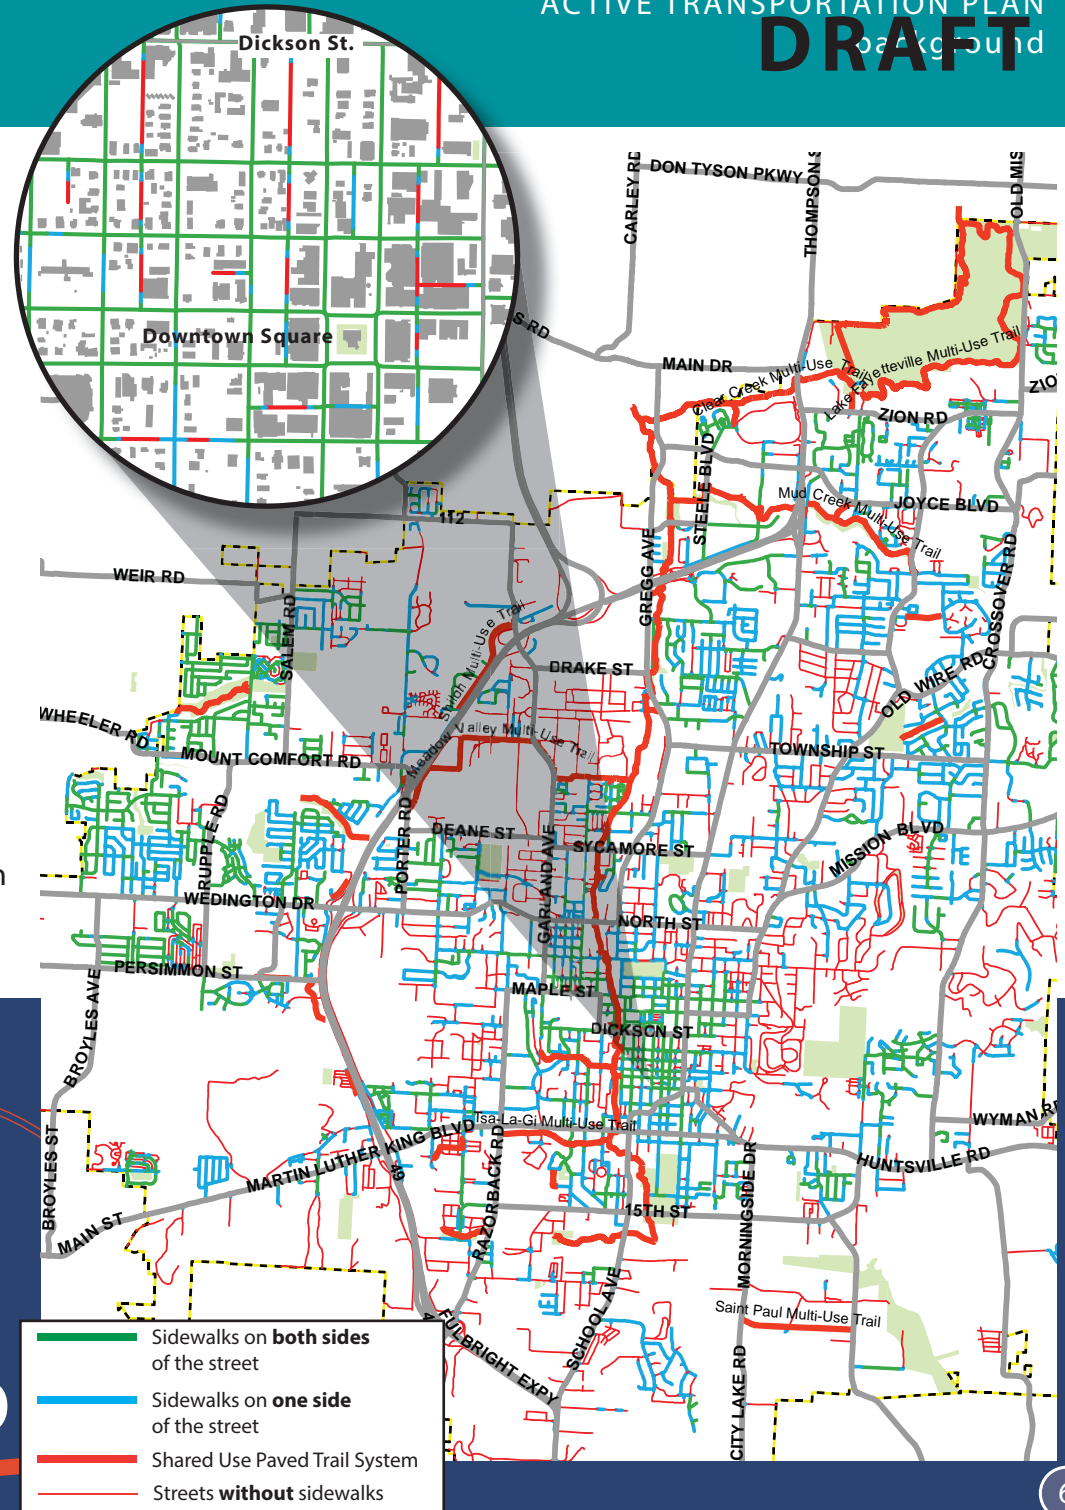 ACTIVE TRANSPORTATION PLAN
background
DRAFT
Dickson St.
Downtown Square
CARLEY RD
DON TYSON PKWY
THOMPSON S
OLD MIS
S RD
MAIN DR
Clear Creek Multi-Use Trail
Lake Fayetteville Multi-Use Trail
ZION RD
ZIO
STEELE BLVD
Mud Creek Multi-Use Trail
JOYCE BLVD
112
GREGG AVE
CROSSOVER RD
WEIR RD
SALEM RD
Shiloh Multi-Use Trail
DRAKE ST
OLD WIRE RD
WHEELER RD
MOUNT COMFORT RD
Meadow Valley Multi-Use Trail
TOWNSHIP ST
RUPPLE RD
PORTER RD
DEANE ST
GARLAND AVE
SYCAMORE ST
MISSION BLVD
n
WEDINGTON DR
NORTH ST
PERSIMMON ST
MAPLE ST
BROYLES AVE
DICKSON ST
Tsa-La-Gi Multi-Use Trail
WYMAN RD
BROYLES ST
MARTIN LUTHER KING BLVD
49
RAZORBACK RD
HUNTSVILLE RD
MAIN ST
15TH ST
MORNINGSIDE DR
Saint Paul Multi-Use Trail
4
FULBRIGHT EXPY
SCHOOL AVE
CITY LAKE RD
Sidewalks on both sides
of the street
Sidewalks on one side
of the street
Shared Use Paved Trail System
Streets without sidewalks
6